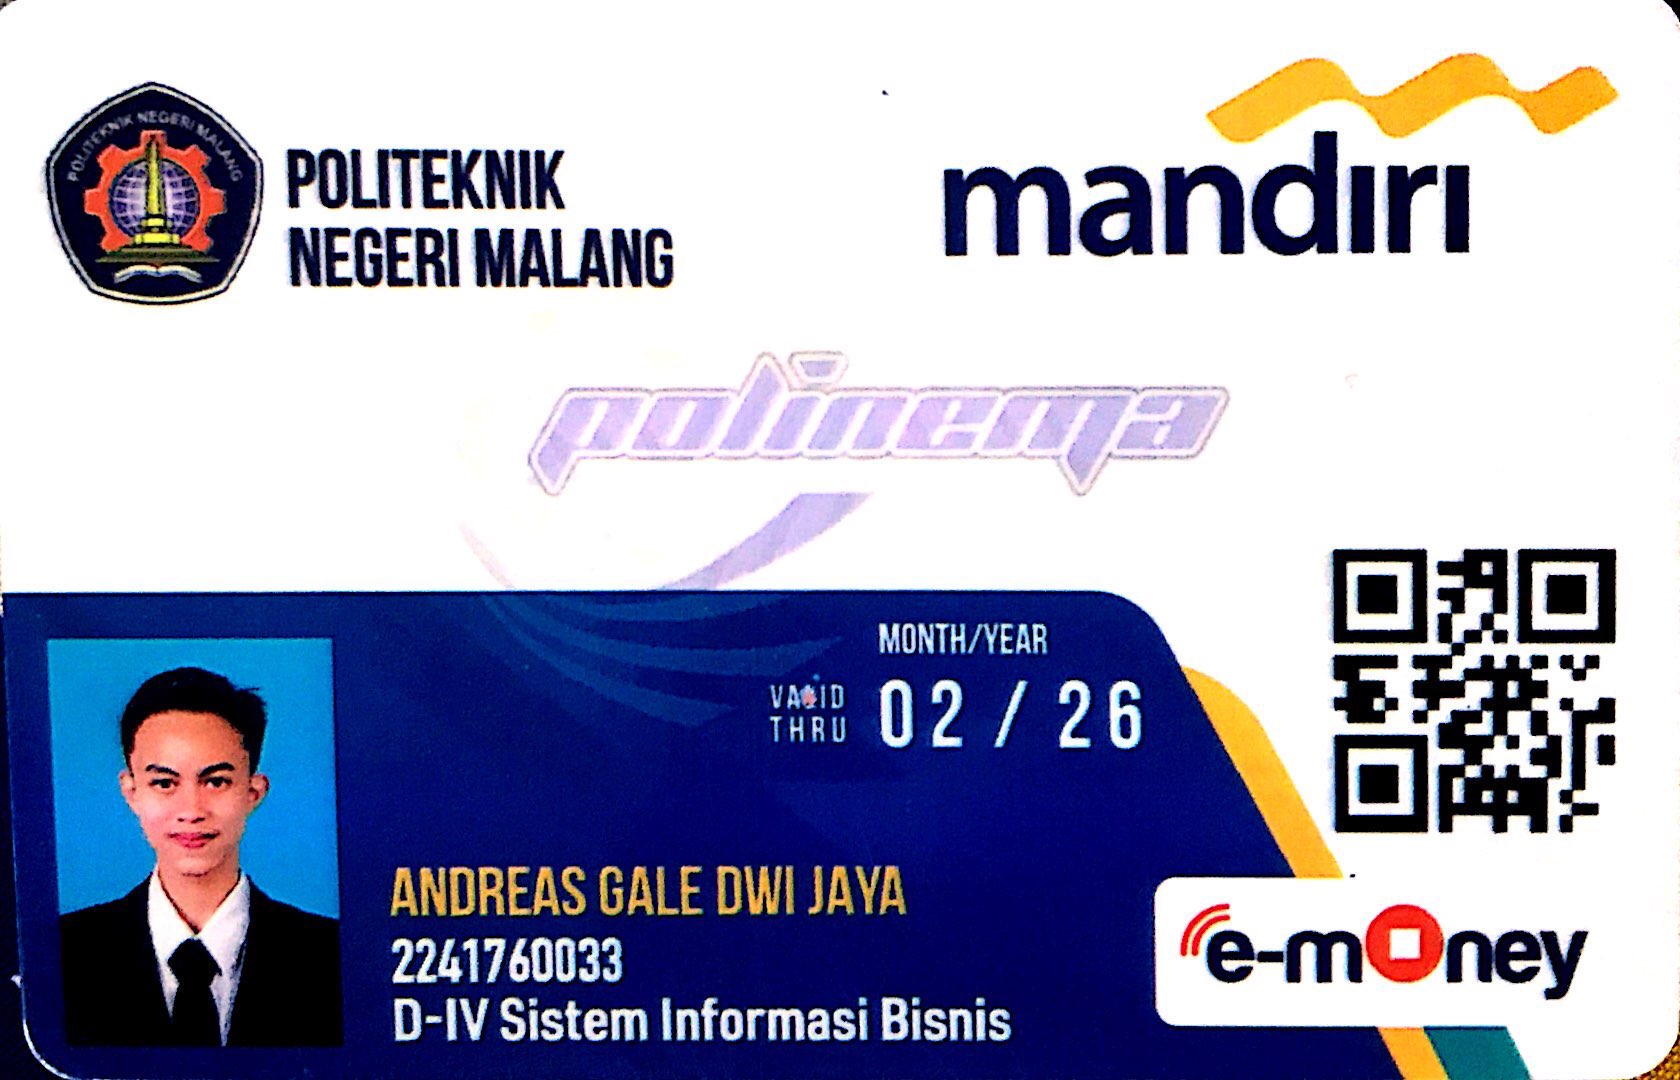 POLITEKNIK NEGERI MALANG
POLITEKNIK
NEGERI MALANG
mandiri
polinema
MONTH/YEAR
VALID
THRU
02 / 26
ANDREAS GALE DWI JAYA
2241760033
D-IV Sistem Informasi Bisnis
e-money